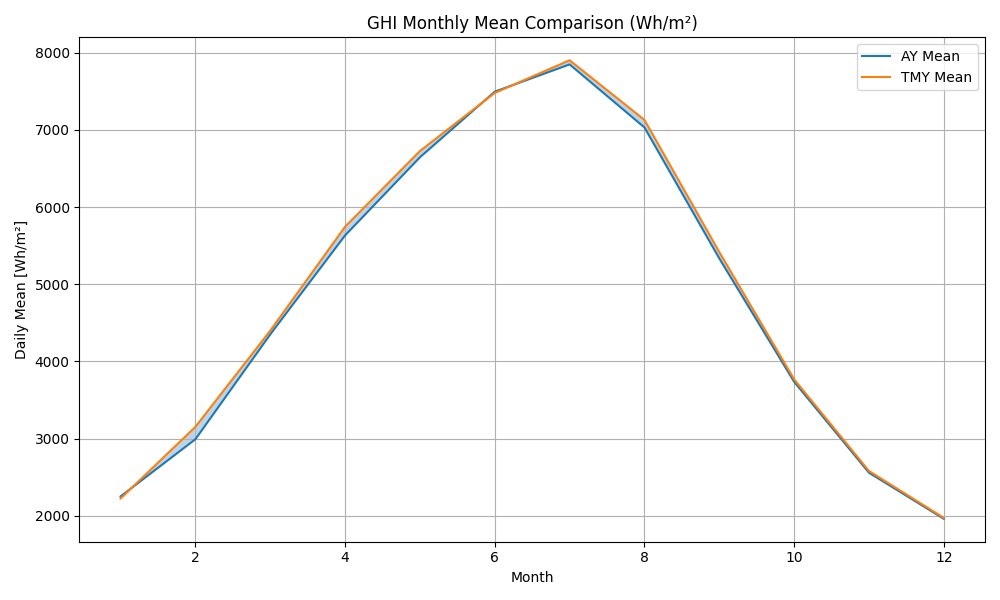 GHI Monthly Mean Comparison (Wh/m²)
AY Mean
TMY Mean
Daily Mean [Wh/m²]
8000
7000
6000
5000
4000
3000
2000
2 4 6 8 10 12
Month